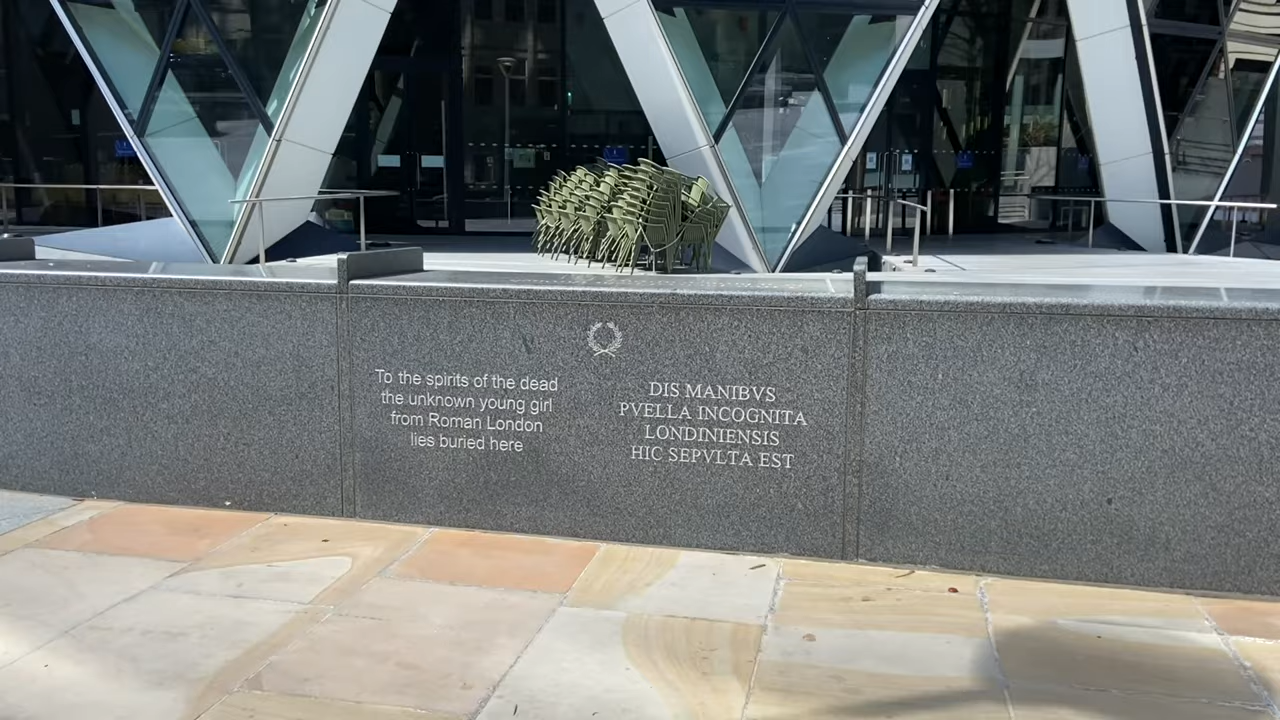 To the spirits of the dead
the unknown young girl
from Roman London
lies buried here
DIS MANIBVS
PVELLA INCOGNITA
LONDINIENSIS
HIC SEPVLTA EST